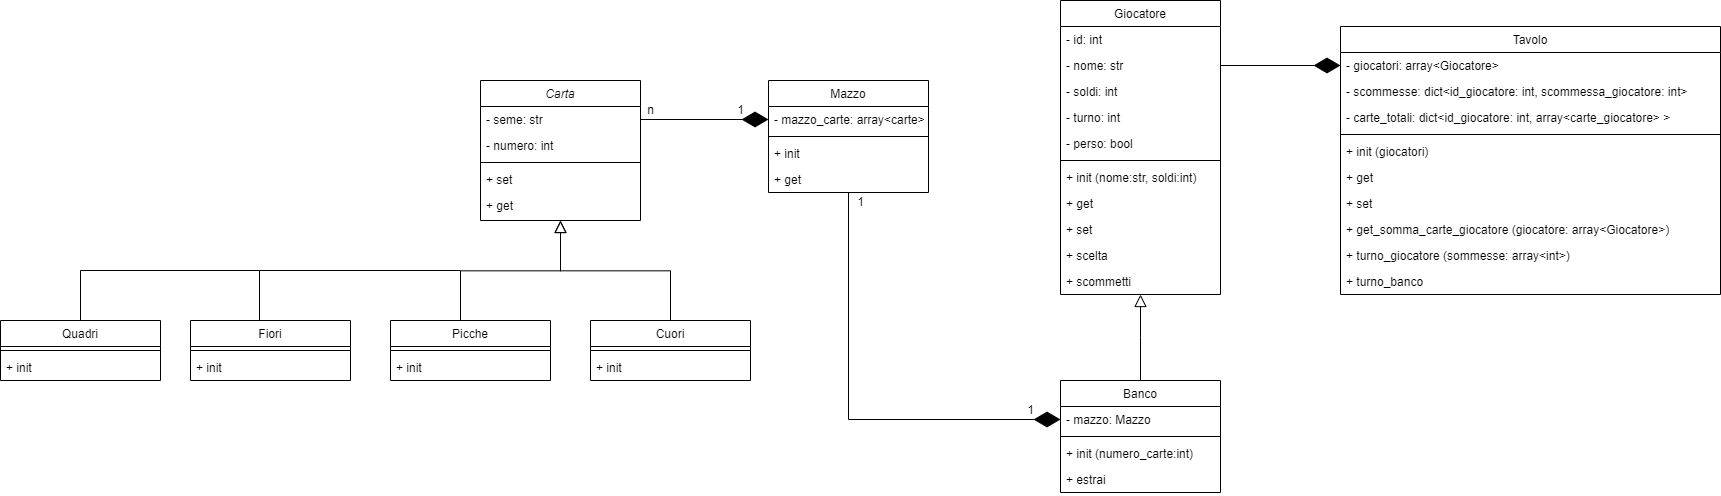 Giocatore
- id: int
- nome: str
- soldi: int
- turno: int
- perso: bool
+ init (nome:str, soldi:int)
+ get
+ set
+ scelta
+ scommetti
Tavolo
- giocatori: array<Giocatore>
- scommesse: dict<id_giocatore: int, scommessa_giocatore: int>
- carte_totali: dict<id_giocatore: int, array<carte_giocatore> >
+ init (giocatori)
+ get
+ set
+ get_somma_carte_giocatore (giocatore: array<Giocatore>)
+ turno_giocatore (sommesse: array<int>)
+ turno_banco
Carta
- seme: str
- numero: int
+ set
+ get
n
1
Mazzo
- mazzo_carte: array<carte>
+ init
+ get
1
Quadri
+ init
Fiori
+ init
Picche
+ init
Cuori
+ init
1
Banco
- mazzo: Mazzo
+ init (numero_carte:int)
+ estrai